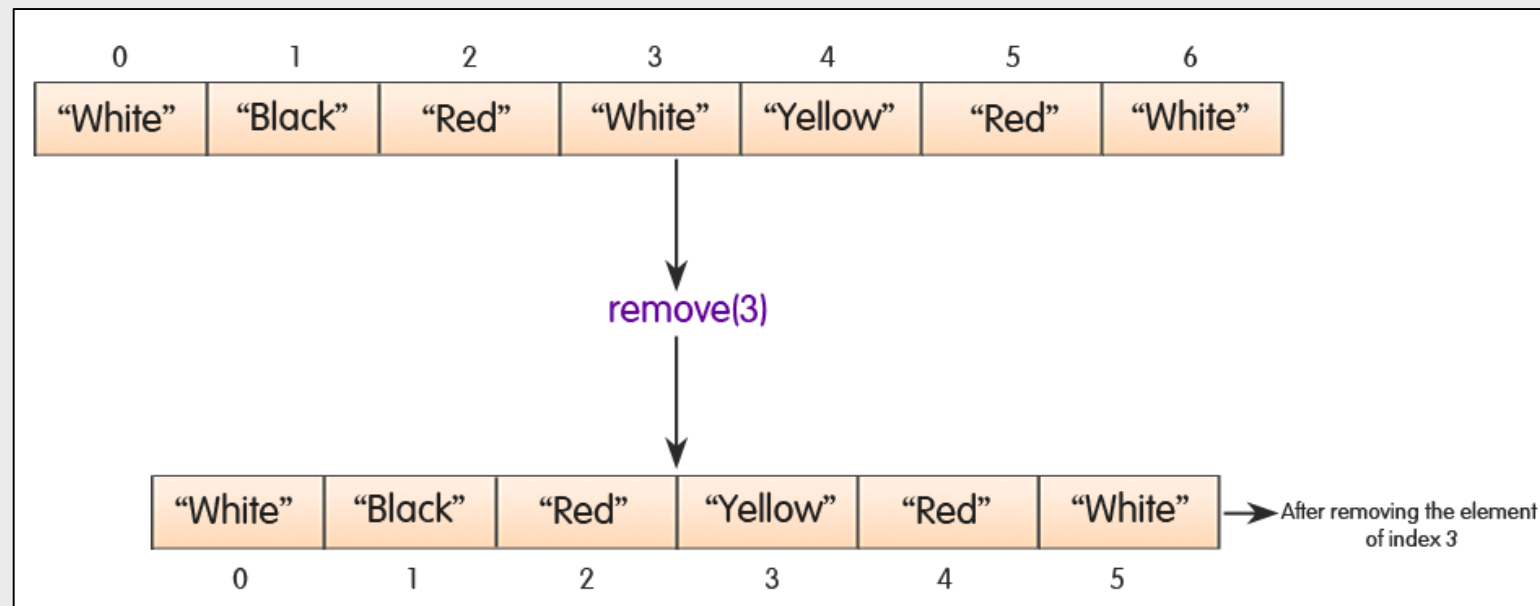 0 1 2 3 4 5 6
“White” “Black” “Red” “White” “Yellow” “Red” “White”
remove(3)
“White” “Black” “Red” “Yellow” “Red” “White”
After removing the element
of index 3
0 1 2 3 4 5